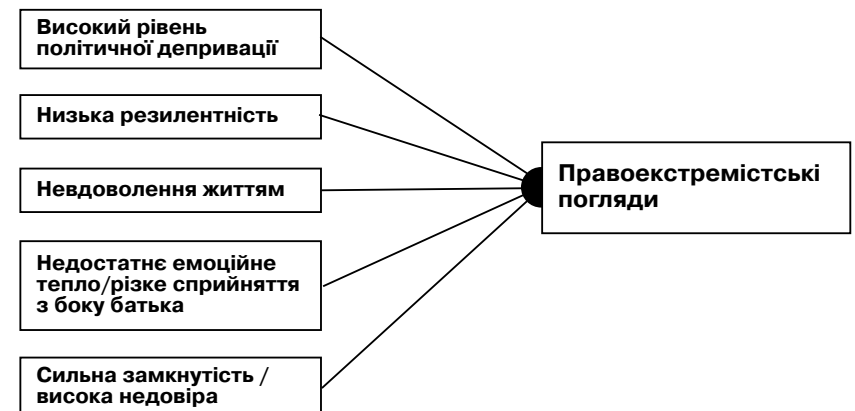 Високий рівень
політичної депривації
Низька резилентність
Невдоволення життям
Недостатнє емоційне
тепло/різке сприйняття
з боку батька
Сильна замкнутість /
висока недовіра
Правоекстремістські
погляди